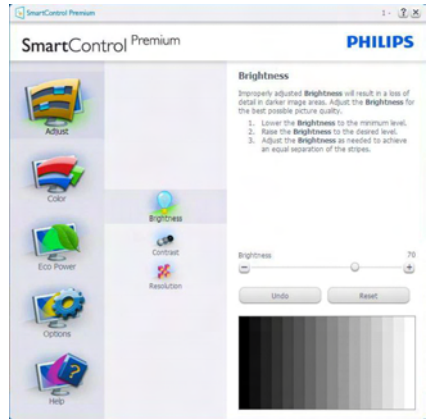 SmartControl Premium
1 -
?
X
SmartControl Premium
PHILIPS
Adjust
Color
Eco Power
Options
Help
Brightness
Contrast
Resolution
Brightness
Improperly adjusted Brightness will result in a loss of
detail in darker image areas. Adjust the Brightness for
the best possible picture quality.
1. Lower the Brightness to the minimum level.
2. Raise the Brightness to the desired level.
3. Adjust the Brightness as needed to achieve
an equal separation of the stripes.
Brightness 70
Undo
Reset